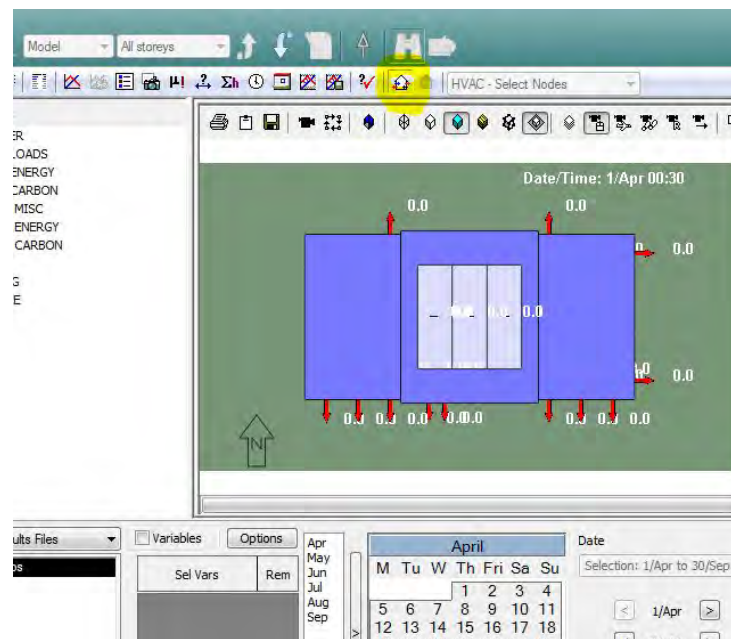 Model
All storeys
Σh
HVAC - Select Nodes
ER
LOADS
ENERGY
CARBON
MISC
ENERGY
CARBON
G
E
Date/Time: 1/Apr 00:30
0.0 0.0
0.0
0.0 0.0
0.0
0.0 0.0 0.0 0.0 0.0 0.0 0.0
N
ults Files
Variables
Options
Sel Vars
Rem
Apr
May
Jun
Jul
Aug
Sep
April
M Tu W Th Fri Sa Su
1 2 3 4
5 6 7 8 9 10 11
12 13 14 15 16 17 18
Date
Selection: 1/Apr to 30/Sep
< 1/Apr >